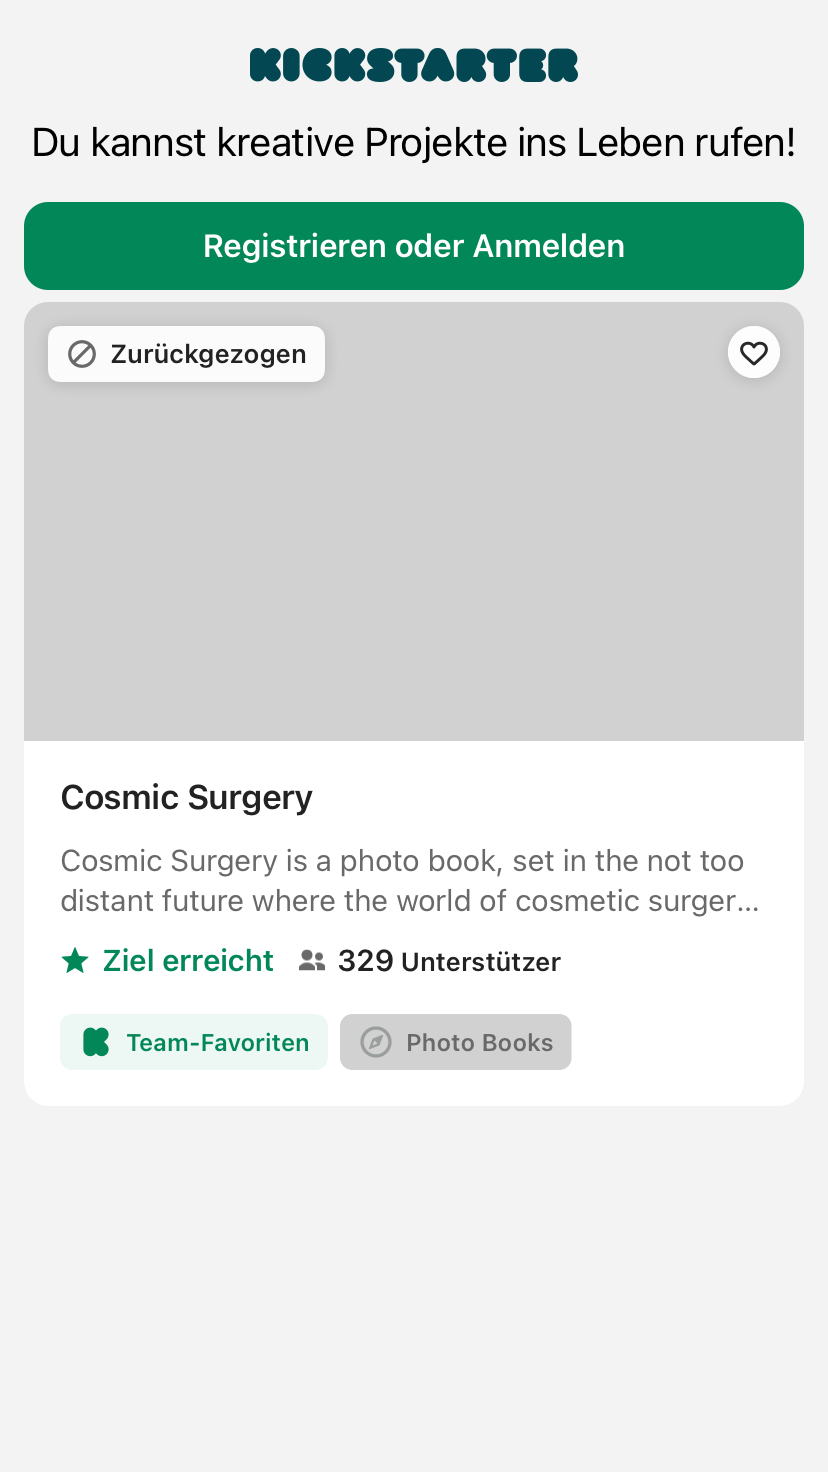 KICKSTARTER
Du kannst kreative Projekte ins Leben rufen!
Registrieren oder Anmelden
Zurückgezogen
Cosmic Surgery
Cosmic Surgery is a photo book, set in the not too
distant future where the world of cosmetic surger…
Ziel erreicht 329 Unterstützer
Team-Favoriten Photo Books